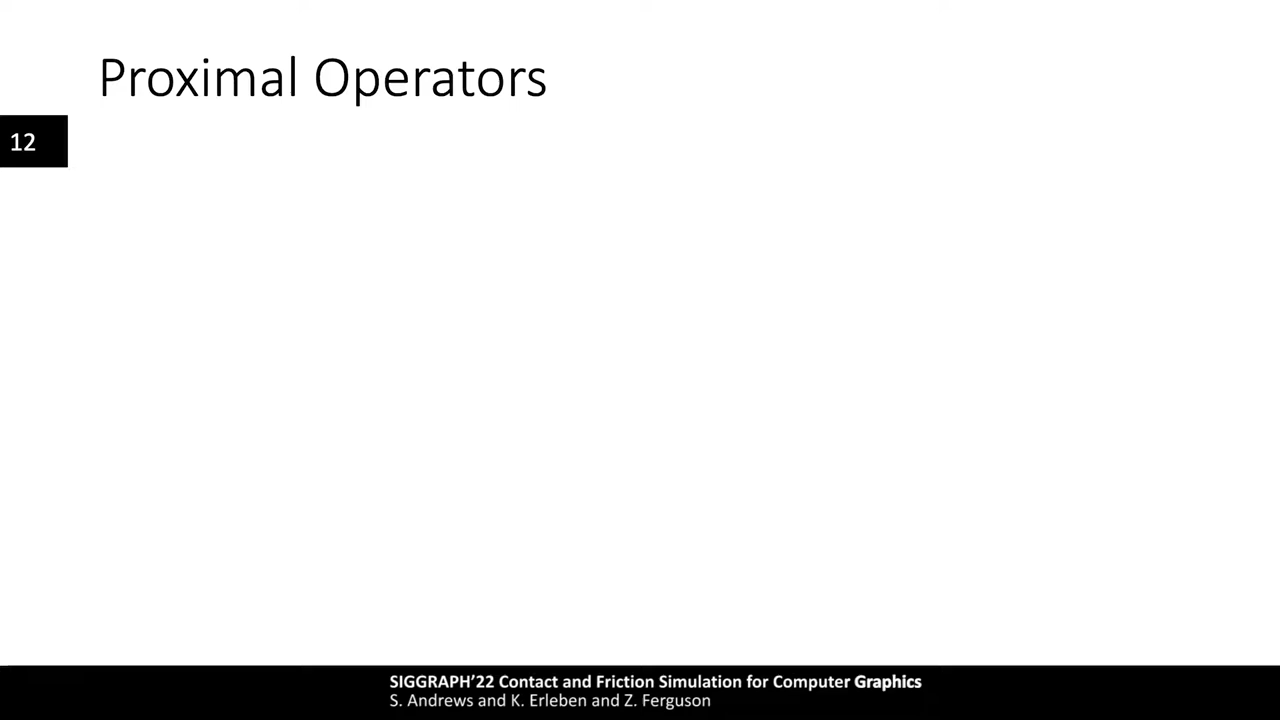 Proximal Operators
12
SIGGRAPH’22 Contact and Friction Simulation for Computer Graphics
S. Andrews and K. Erleben and Z. Ferguson